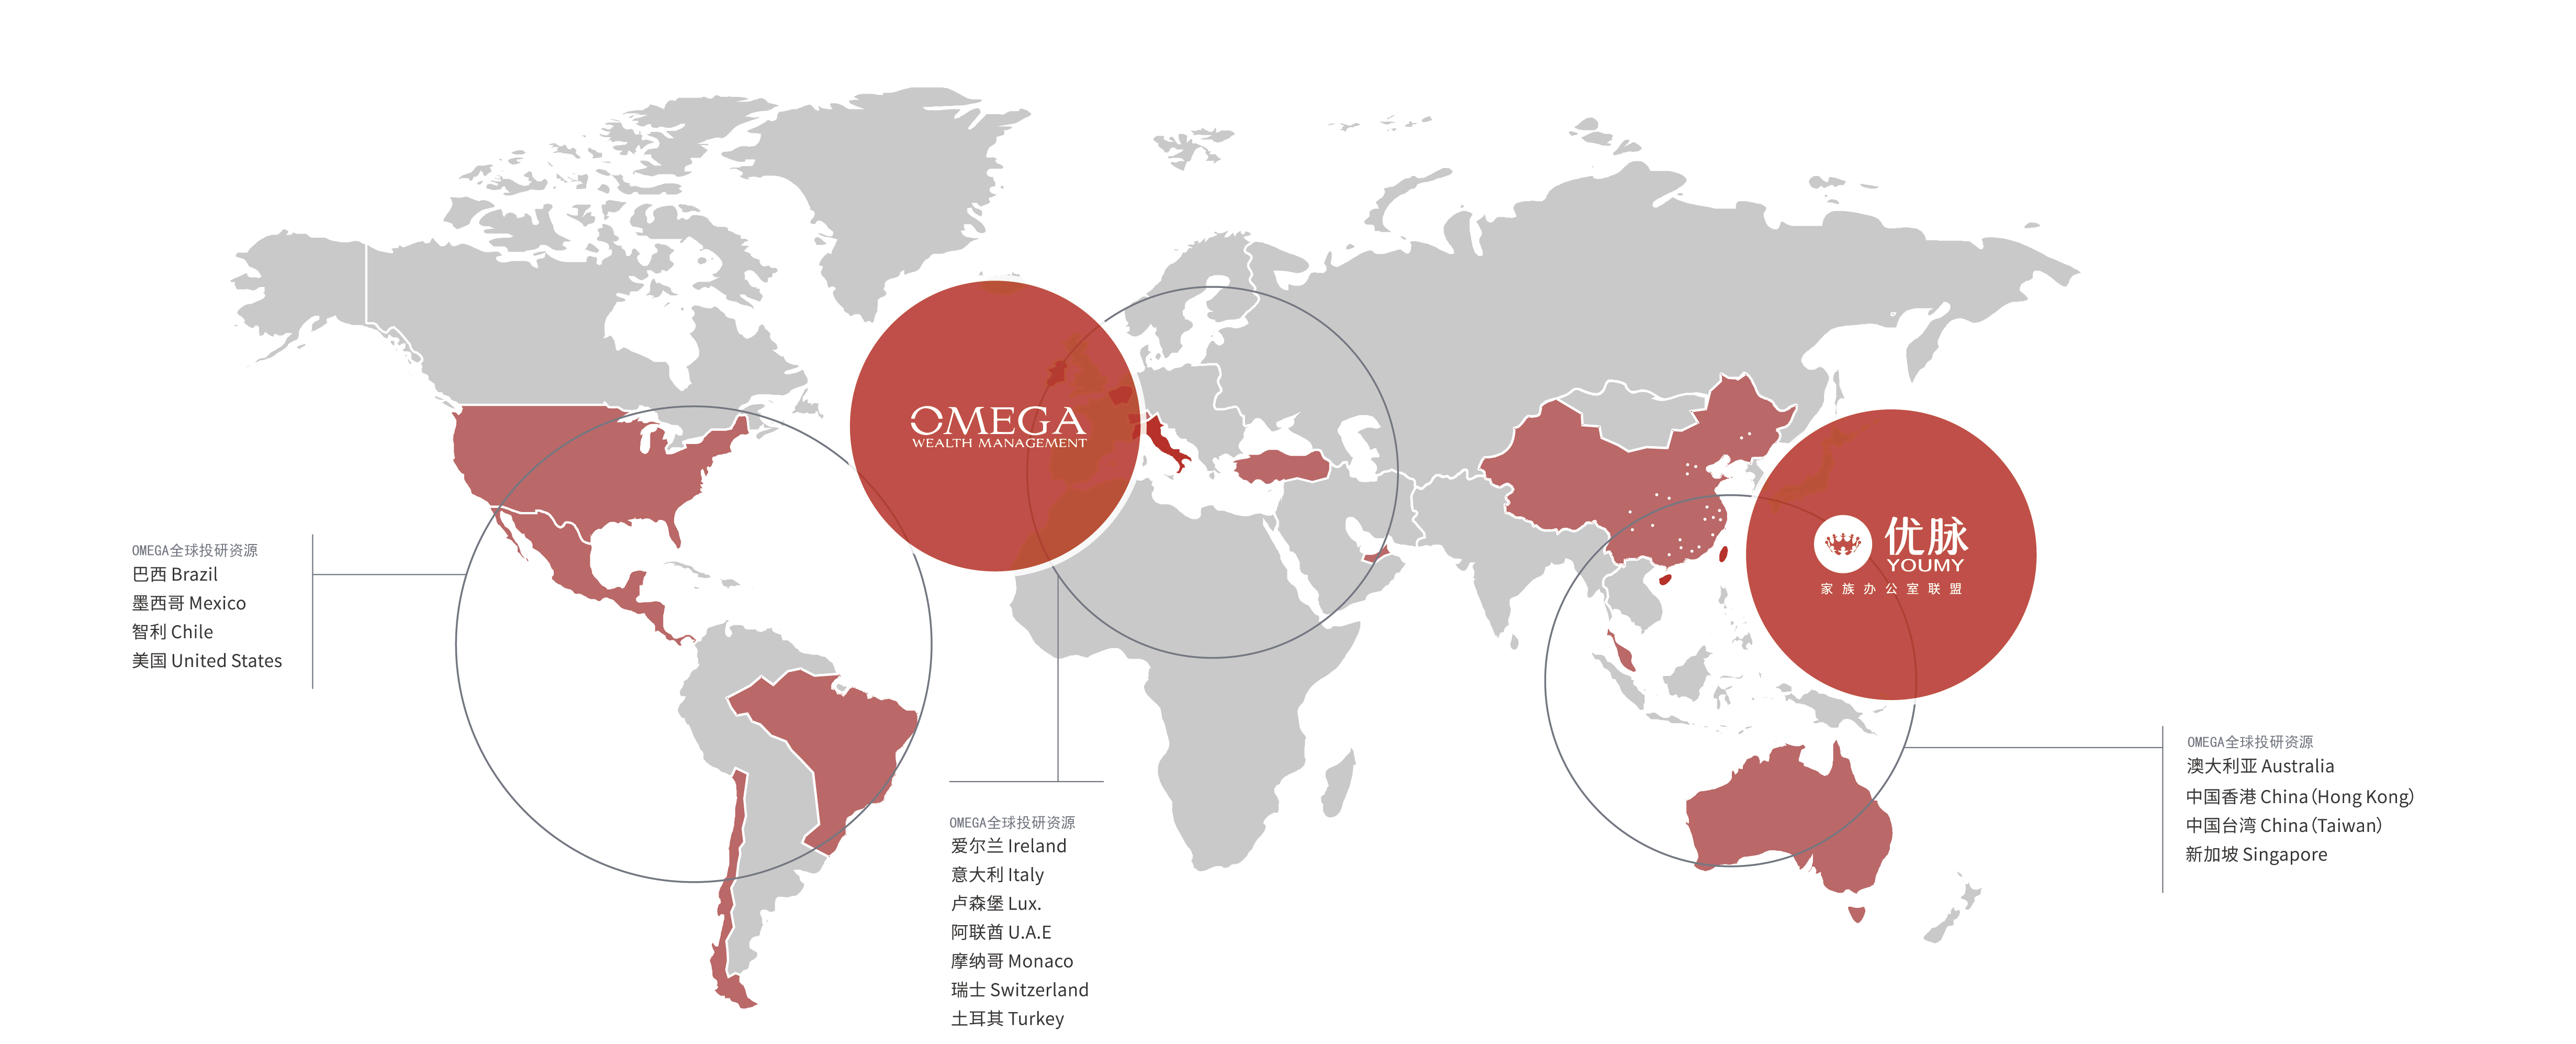 OMEGA
WEALTH MANAGEMENT
优脉
YOUMY
家族办公室联盟
OMEGA全球投研资源
巴西 Brazil
墨西哥 Mexico
智利 Chile
美国 United States
OMEGA全球投研资源
爱尔兰 Ireland
意大利 Italy
卢森堡 Lux.
阿联酋 U.A.E
摩纳哥 Monaco
瑞士 Switzerland
土耳其 Turkey
OMEGA全球投研资源
澳大利亚 Australia
中国香港 China (Hong Kong)
中国台湾 China (Taiwan)
新加坡 Singapore